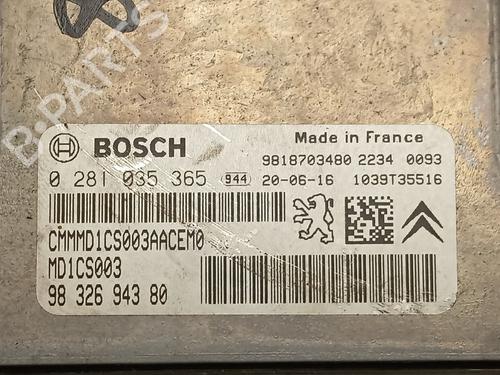 B-PARTS
BOSCH
Made in France
9818703480 2234 0093
0 281 035 365 944 20-06-16 1039T35516
CMMMD1CS003AACEM0
MD1CS003
98 326 943 80